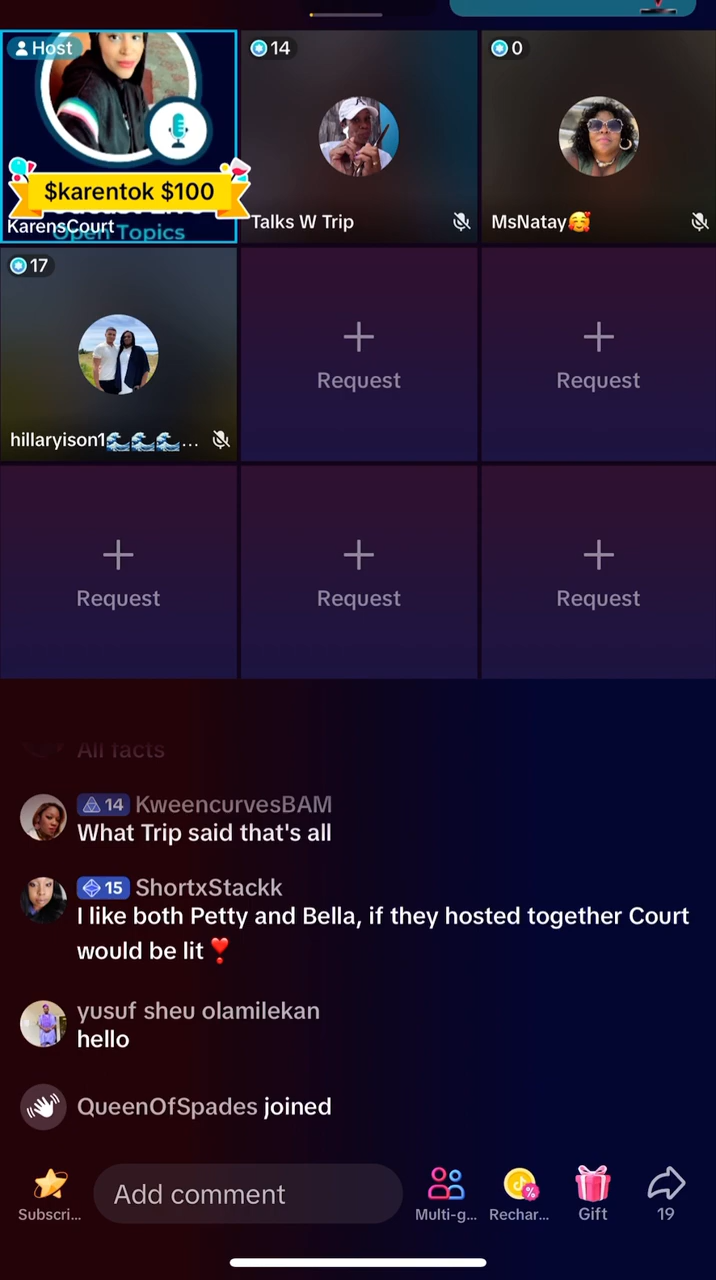 Host
14
0
$karentok $100
KarensCourt
Open Topics
Talks W Trip
MsNatay🥰
17
hillaryison1🌊🌊🌊...
Request
Request
Request
Request
Request
All facts
14 KweencurvesBAM
What Trip said that's all
15 ShortxStackk
I like both Petty and Bella, if they hosted together Court
would be lit❣️
yusuf sheu olamilekan
hello
QueenOfSpades joined
Add comment
Subscri...
Multi-g...
Rechar...
Gift
19